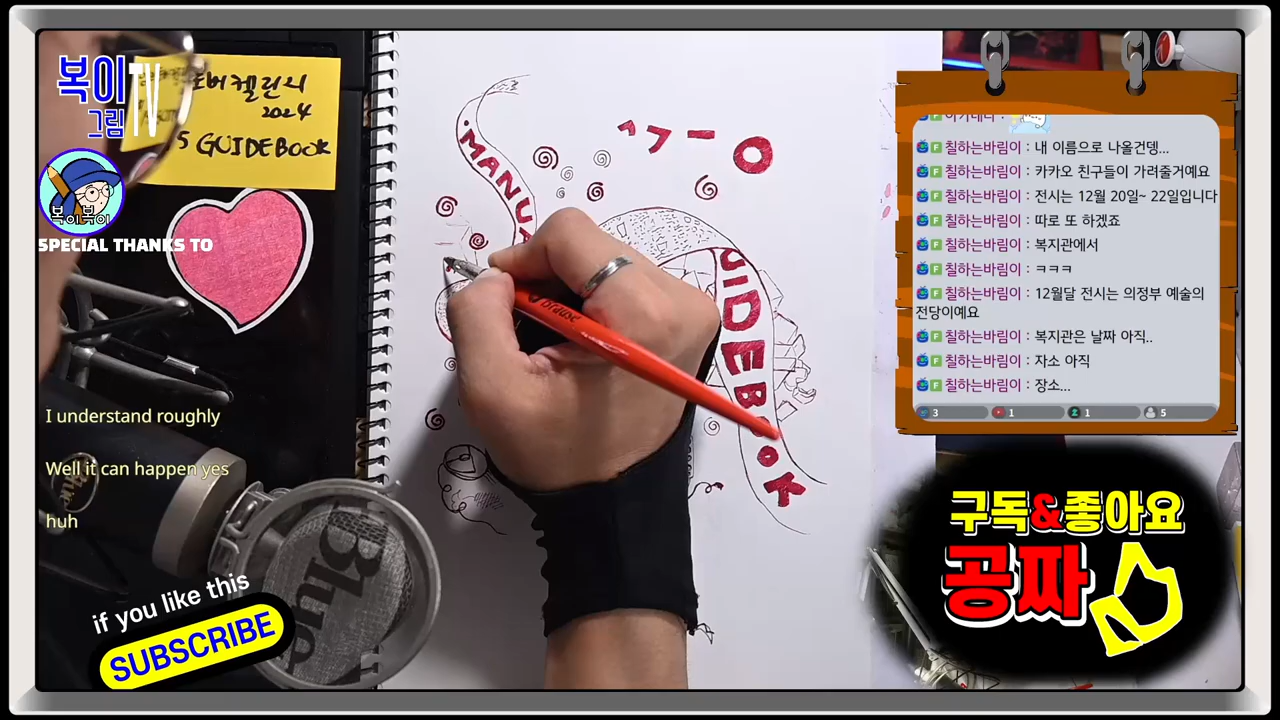 복이
그림
TV
2024
GUIDEBOOK
복이복이
SPECIAL THANKS TO
MANUA
UIDEBOOK
brause
Blue
I understand roughly
Well it can happen yes
huh
if you like this
SUBSCRIBE
칠하는바림이 : 내 이름으로 나올건뎅...
칠하는바림이 : 카카오 친구들이 가려줄거예요
칠하는바림이 : 전시는 12월 20일~ 22일입니다
칠하는바림이 : 따로 또 하겠죠
칠하는바림이 : 복지관에서
칠하는바림이 : ㅋㅋㅋ
칠하는바림이 : 12월달 전시는 의정부 예술의
전당이예요
칠하는바림이 : 복지관은 날짜 아직..
칠하는바림이 : 자소 아직
칠하는바림이 : 장소...
3 1 1 5
구독&좋아요
공짜